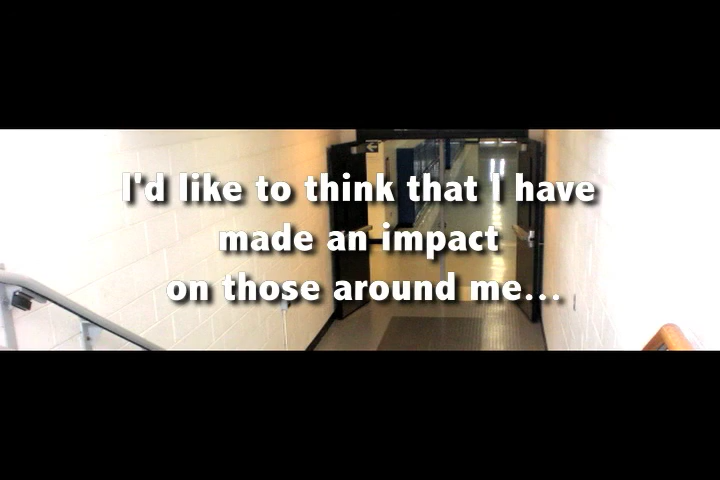 I'd like to think that I have
made an impact
on those around me...